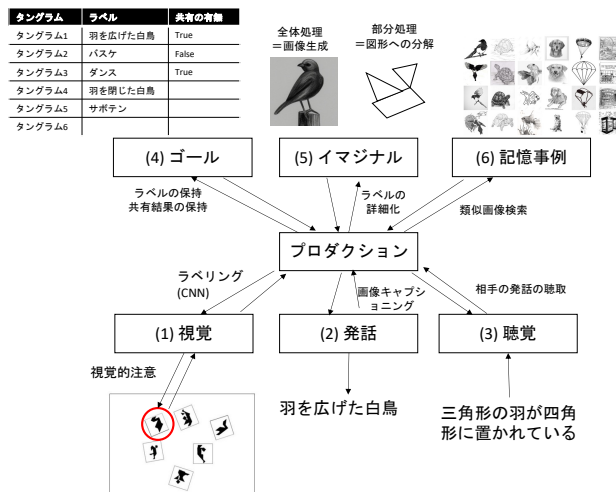 タングラム ラベル 共有の有無
タングラム1 羽を広げた白鳥 True
タングラム2 バスケ False
タングラム3 ダンス True
タングラム4 羽を閉じた白鳥
タングラム5 サボテン
タングラム6
全体処理
＝画像生成
部分処理
＝図形への分解
(4) ゴール
(5) イマジナル
(6) 記憶事例
ラベルの保持
共有結果の保持
ラベルの
詳細化
類似画像検索
プロダクション
ラベリング
(CNN)
画像キャプシ
ョニング
相手の発話の聴取
(1) 視覚
(2) 発話
(3) 聴覚
視覚的注意
羽を広げた白鳥
三角形の羽が四角
形に置かれている